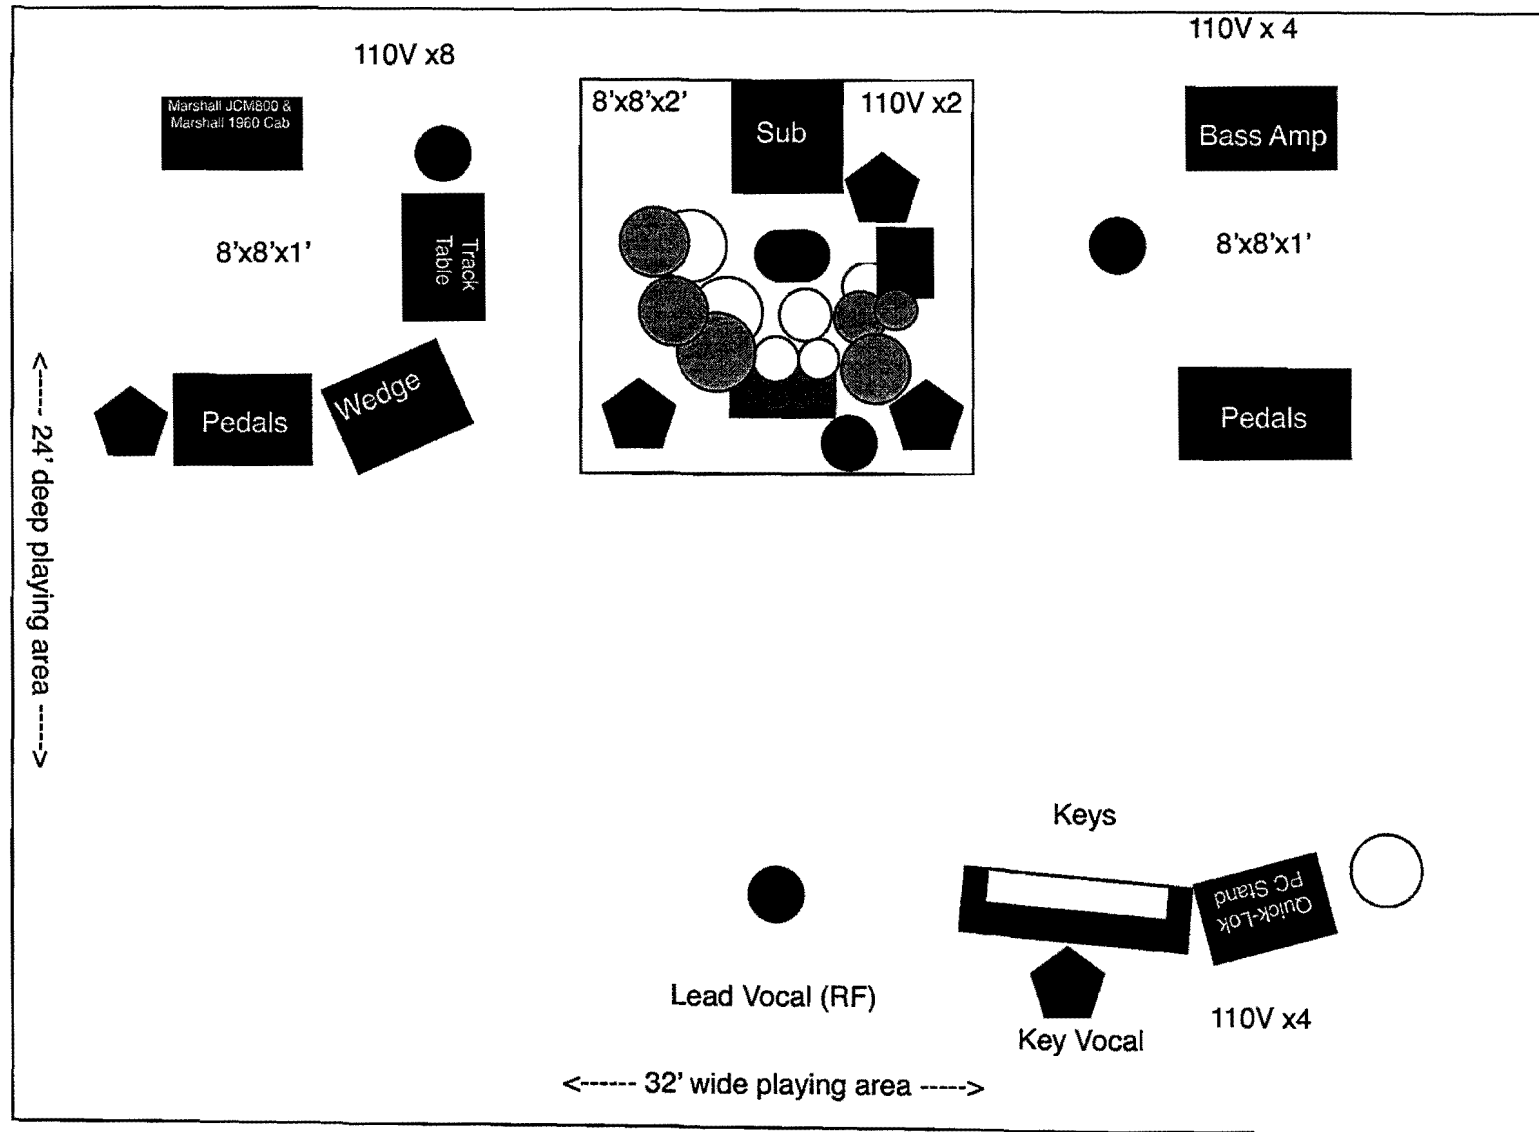 110V x8
110V x 4
Marshall JCM800 &
Marshall 1960 Cab
8'x8'x2'
110V x2
Sub
Bass Amp
Track
Table
8'x8'x1'
8'x8'x1'
Pedals
Wedge
Pedals
<----- 24' deep playing area ----->
Keys
Quick-Lok
PC Stand
Lead Vocal (RF)
Key Vocal
110V x4
<------ 32' wide playing area ----->